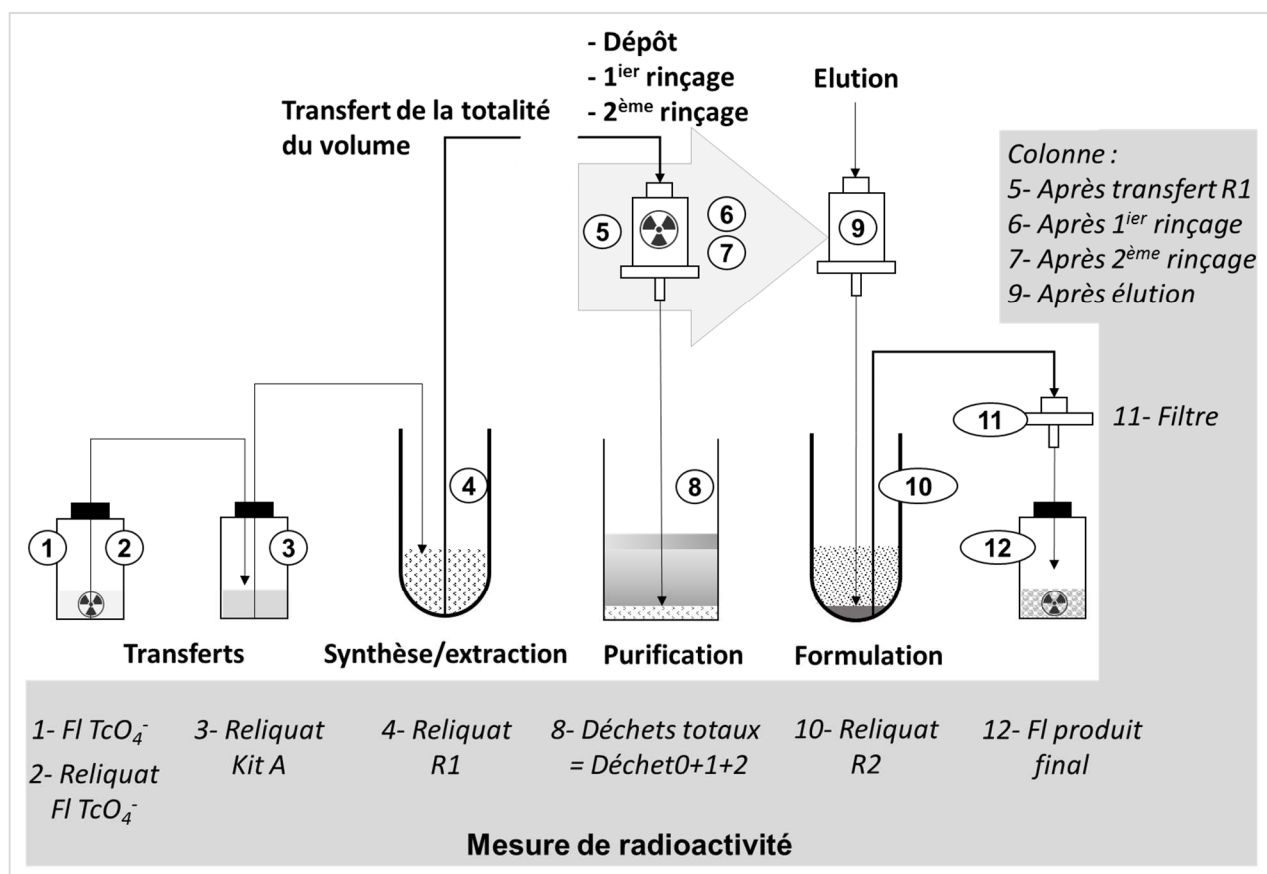 - Dépôt
- 1ier rinçage
- 2ème rinçage
Elution
Transfert de la totalité
du volume
Colonne :
5- Après transfert R1
6- Après 1ier rinçage
7- Après 2ème rinçage
9- Après élution
5
6
7
9
11
11- Filtre
1
2
3
4
8
10
12
Transferts
Synthèse/extraction
Purification
Formulation
1- Fl TcO4-
2- Reliquat
Fl TcO4-
3- Reliquat
Kit A
4- Reliquat
R1
8- Déchets totaux
= Déchet0+1+2
10- Reliquat
R2
12- Fl produit
final
Mesure de radioactivité